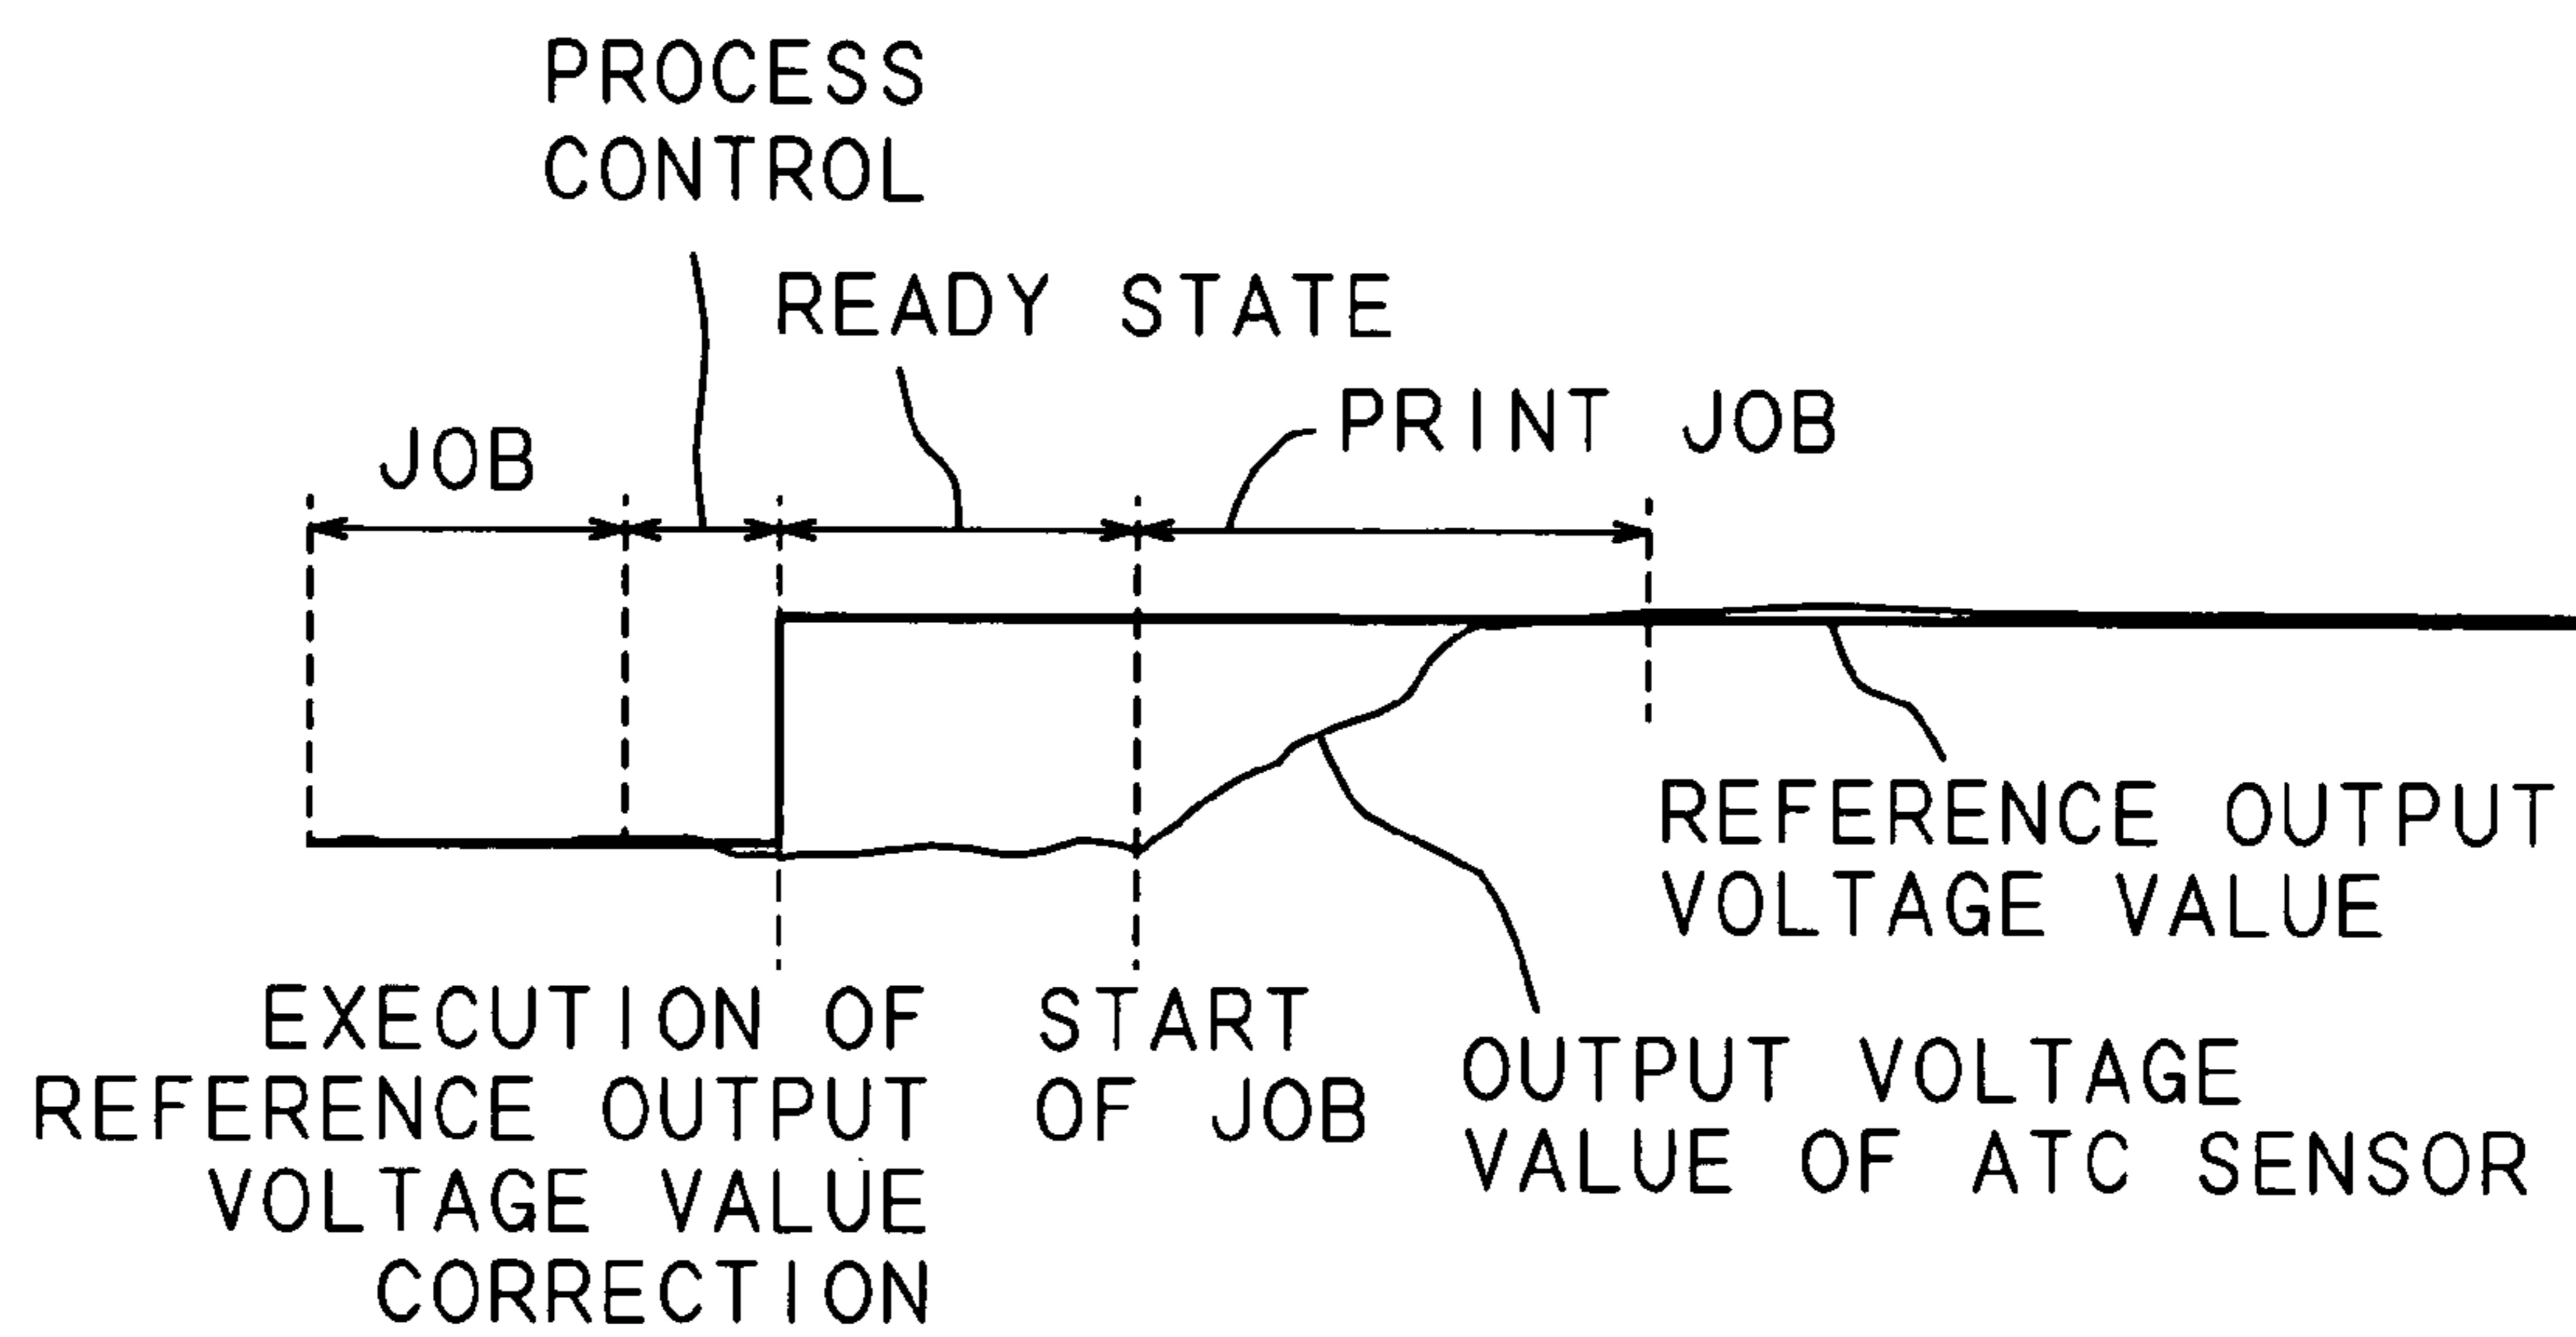 PROCESS
CONTROL
READY STATE
PRINT JOB
JOB
REFERENCE OUTPUT
VOLTAGE VALUE
EXECUTION OF
REFERENCE OUTPUT
VOLTAGE VALUE
CORRECTION
START
OF JOB
OUTPUT VOLTAGE
VALUE OF ATC SENSOR